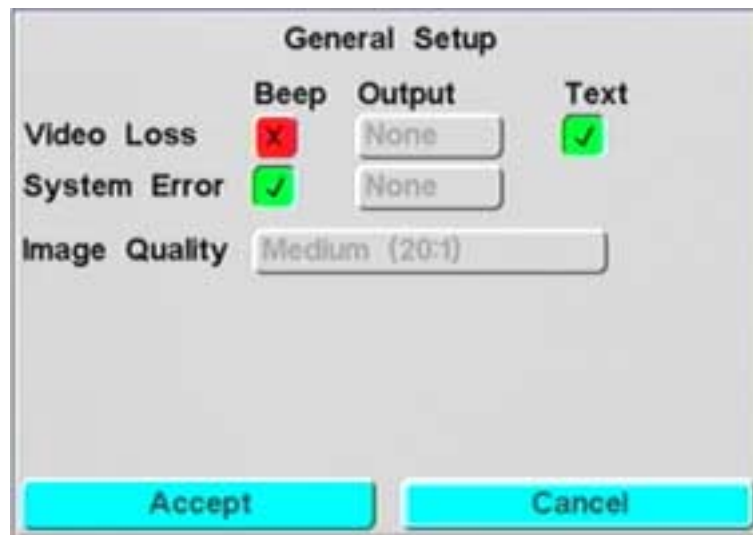 General Setup
Beep Output Text
Video Loss X None ✓
System Error ✓ None
Image Quality Medium (20:1)
Accept Cancel